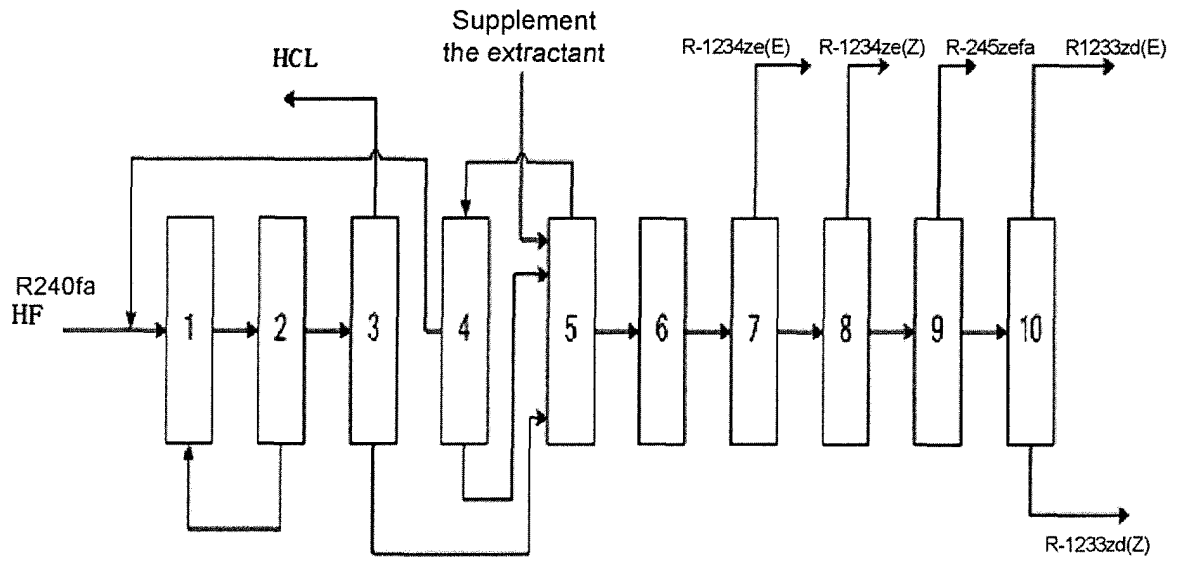 Supplement
the extractant
HCL
R-1234ze(E)
R-1234ze(Z)
R-245zefa
R1233zd(E)
R240fa
HF
1
2
3
4
5
6
7
8
9
10
R-1233zd(Z)